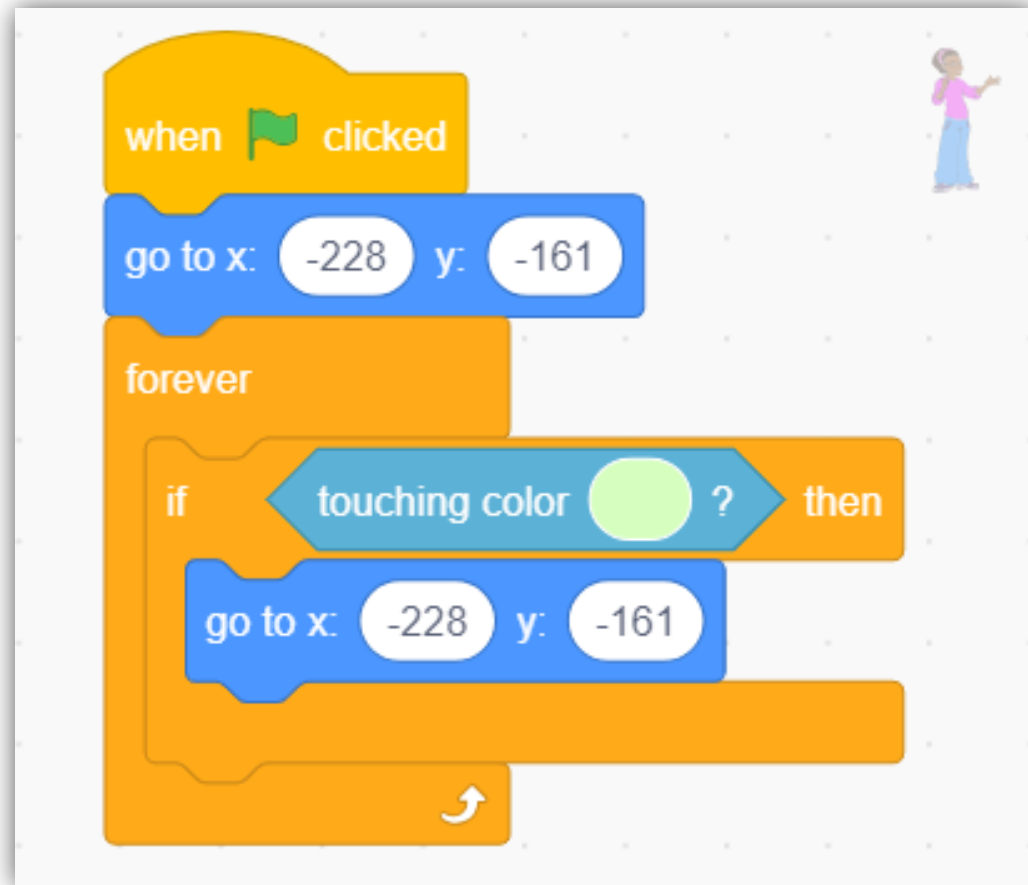 when clicked
go to x: -228 y: -161
forever
if touching color ? then
go to x: -228 y: -161